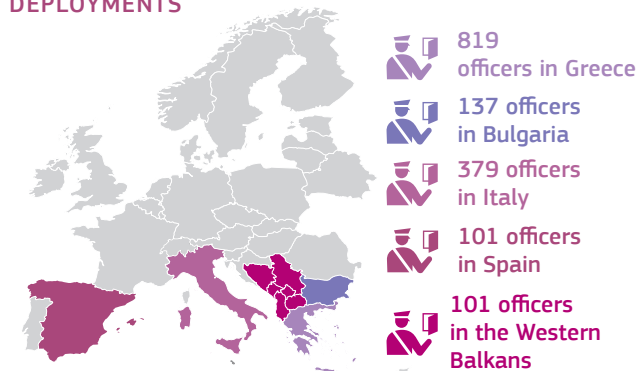 DEPLOYMENTS
819
officers in Greece
137 officers
in Bulgaria
379 officers
in Italy
101 officers
in Spain
101 officers
in the Western
Balkans